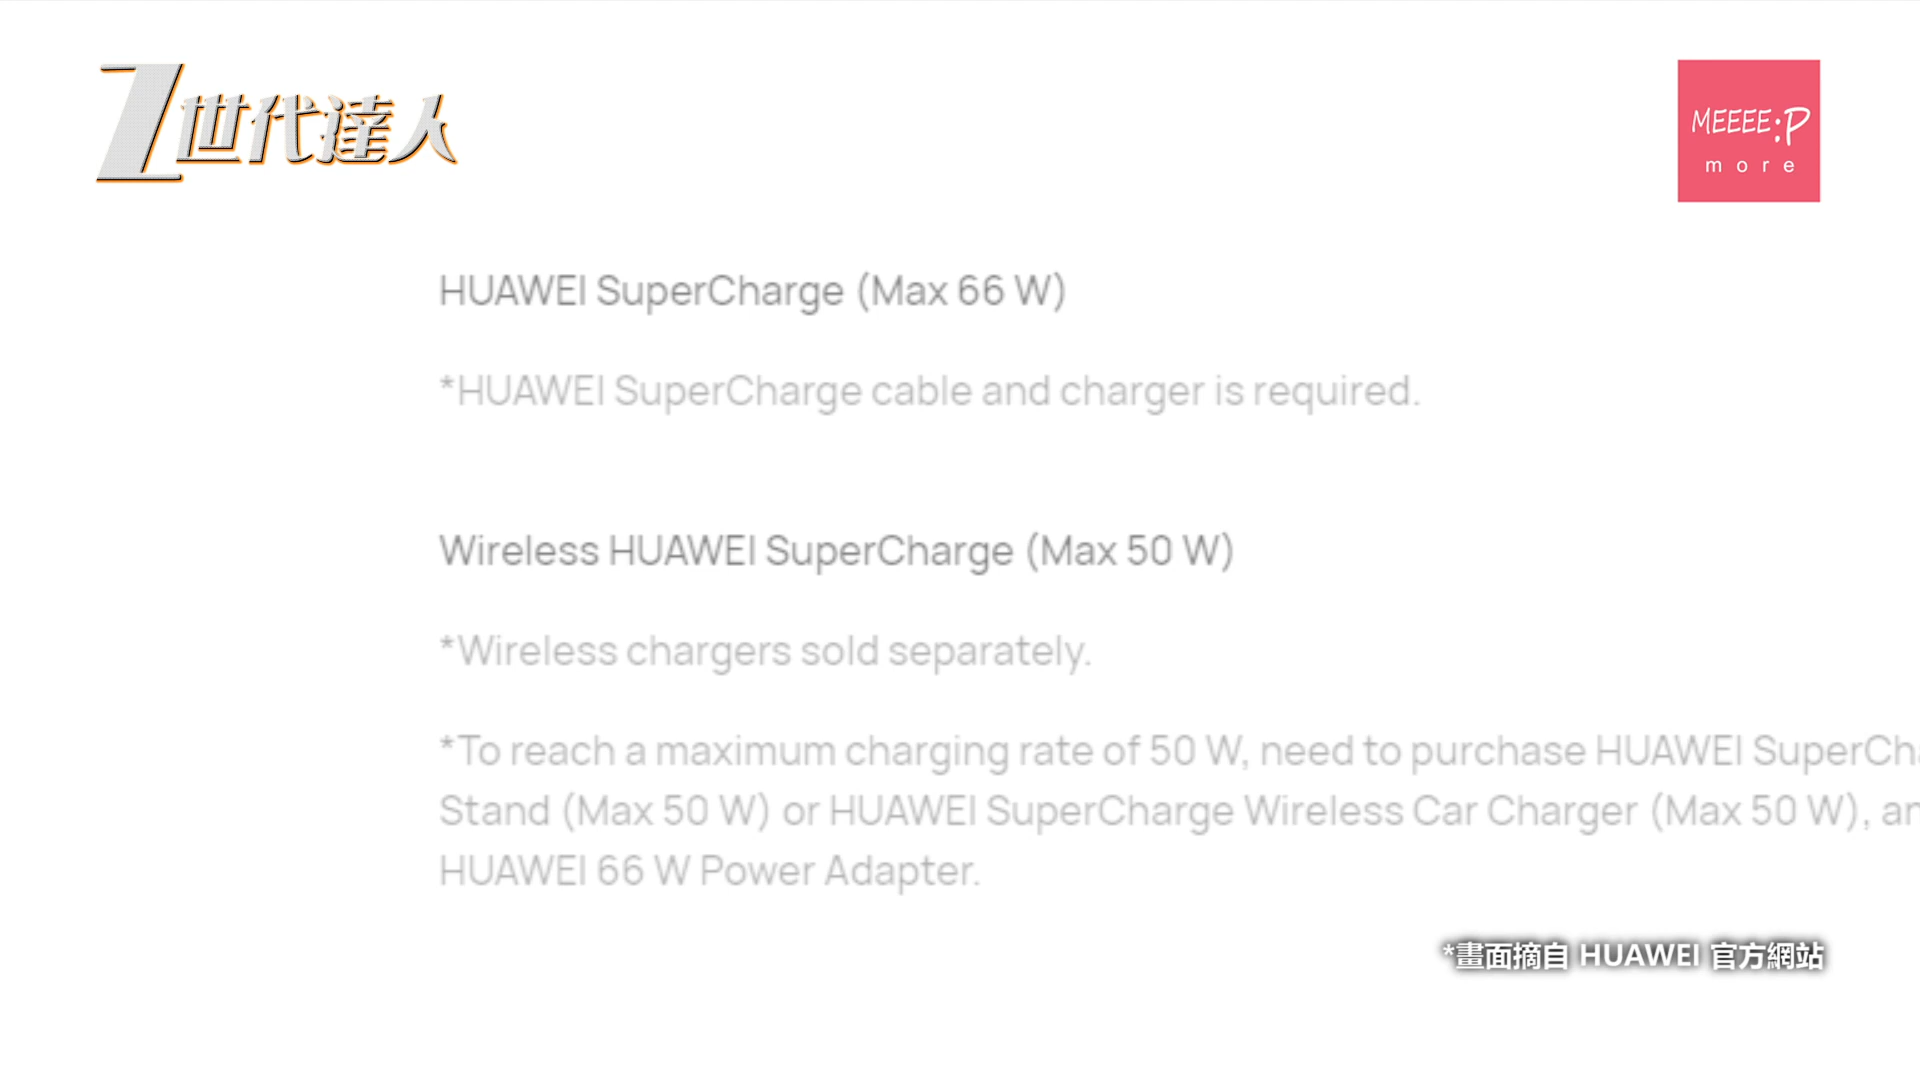 Z世代達人
MEEEE:P
more
HUAWEI SuperCharge (Max 66 W)
*HUAWEI SuperCharge cable and charger is required.
Wireless HUAWEI SuperCharge (Max 50 W)
*Wireless chargers sold separately.
*To reach a maximum charging rate of 50 W, need to purchase HUAWEI
Stand (Max 50 W) or HUAWEI SuperCharge Wireless Car Charger (Max 50 W),
HUAWEI 66 W Power Adapter.
*畫面摘自 HUAWEI 官方網站